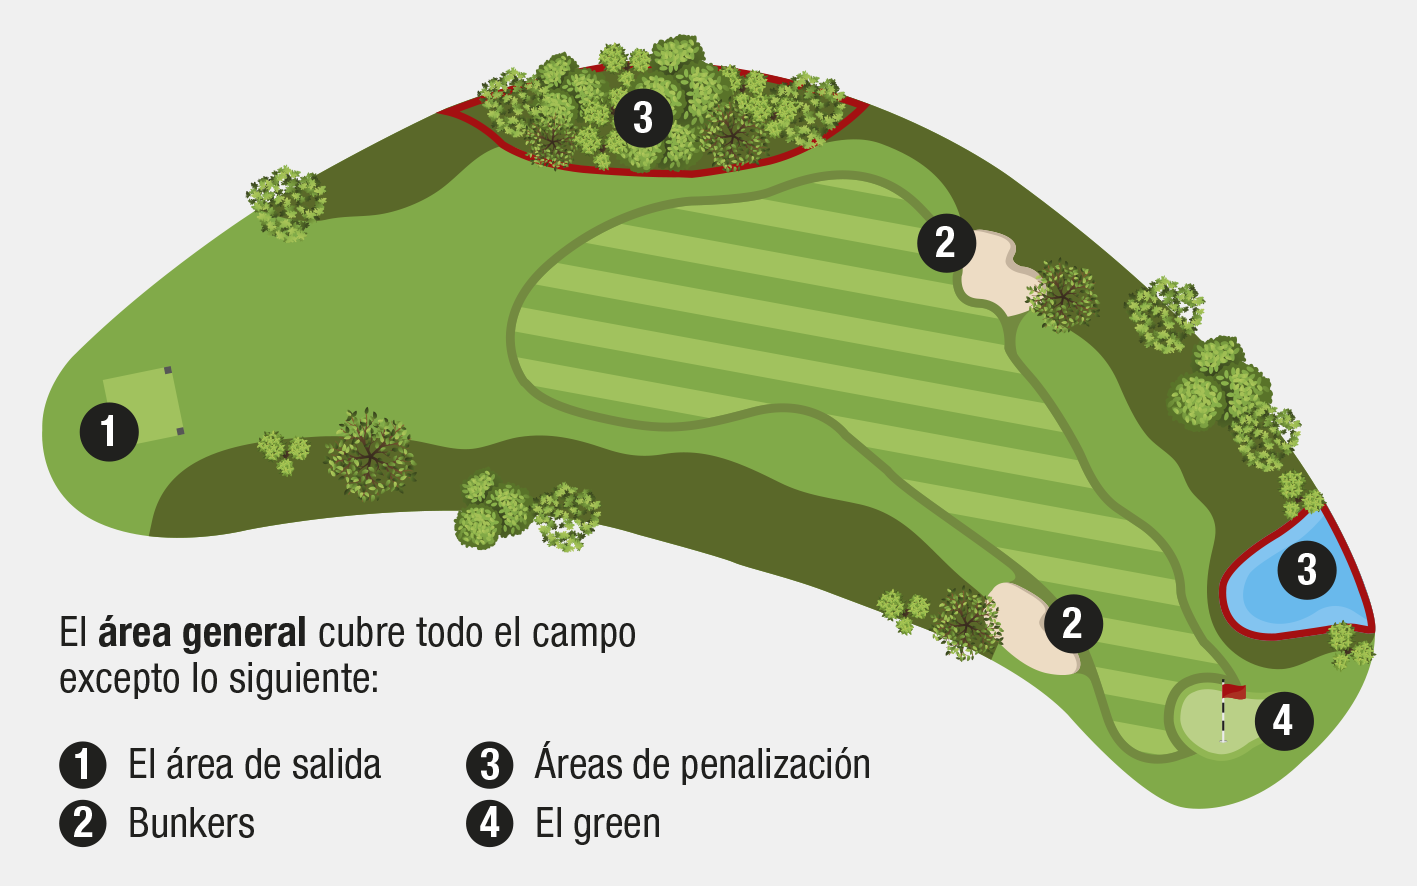 3
2
1
3
2
4
El área general cubre todo el campo
excepto lo siguiente:
1 El área de salida
3 Áreas de penalización
2 Bunkers
4 El green